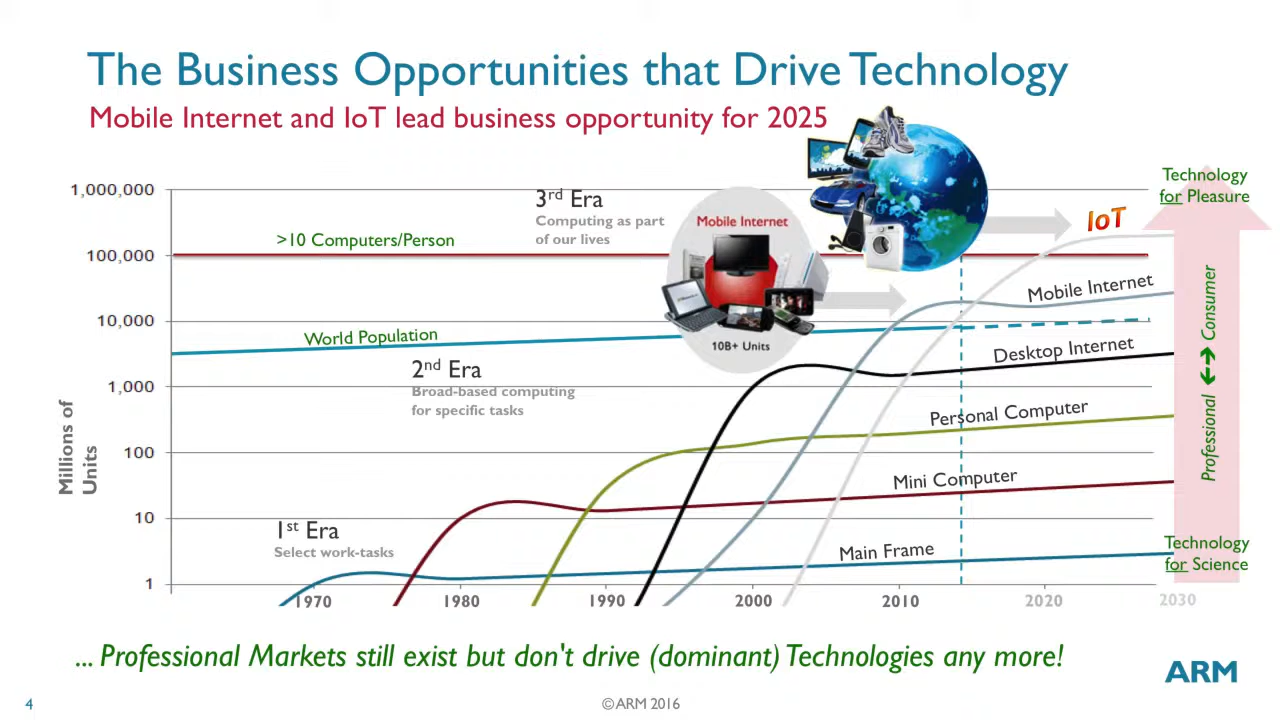 The Business Opportunities that Drive Technology
Mobile Internet and IoT lead business opportunity for 2025
Technology
for Pleasure
1,000,000
3rd Era
Computing as part
of our lives
Mobile Internet
IoT
>10 Computers/Person
100,000
Mobile Internet
10,000
World Population
10B+ Units
Desktop Internet
2nd Era
Broad-based computing
for specific tasks
1,000
Personal Computer
Professional <-> Consumer
Millions of
Units
100
Mini Computer
10
1st Era
Select work-tasks
Main Frame
Technology
for Science
1
1970 1980 1990 2000 2010 2020 2030
... Professional Markets still exist but don't drive (dominant) Technologies any more!
ARM
4
© ARM 2016